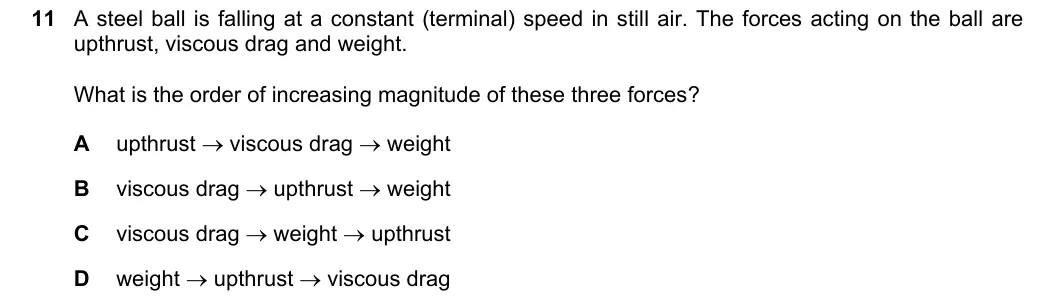 11 A steel ball is falling at a constant (terminal) speed in still air. The forces acting on the ball are
upthrust, viscous drag and weight.
What is the order of increasing magnitude of these three forces?
A upthrust → viscous drag → weight
B viscous drag → upthrust → weight
C viscous drag → weight → upthrust
D weight → upthrust → viscous drag